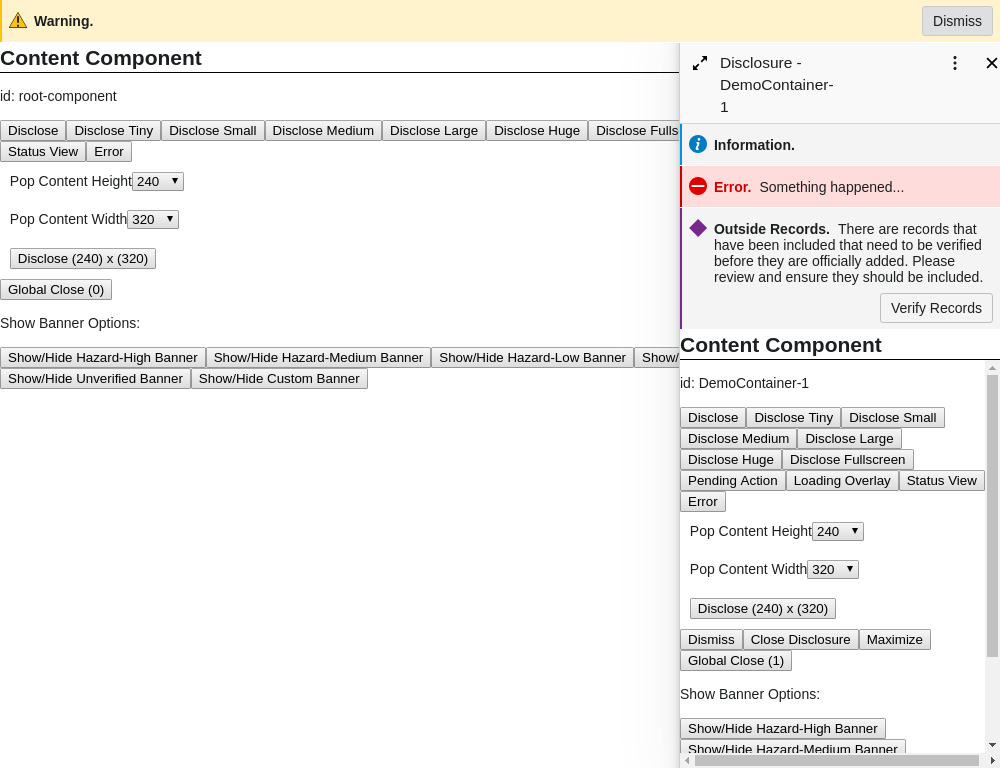 Warning.
Dismiss
Content Component
id: root-component
Disclose
Disclose Tiny
Disclose Small
Disclose Medium
Disclose Large
Disclose Huge
Disclose Fulls
Status View
Error
Pop Content Height 240
Pop Content Width 320
Disclose (240) x (320)
Global Close (0)
Show Banner Options:
Show/Hide Hazard-High Banner
Show/Hide Hazard-Medium Banner
Show/Hide Hazard-Low Banner
Show/
Show/Hide Unverified Banner
Show/Hide Custom Banner
Disclosure -
DemoContainer-
1
Information.
Error. Something happened...
Outside Records. There are records that
have been included that need to be verified
before they are officially added. Please
review and ensure they should be included.
Verify Records
Content Component
id: DemoContainer-1
Disclose
Disclose Tiny
Disclose Small
Disclose Medium
Disclose Large
Disclose Huge
Disclose Fullscreen
Pending Action
Loading Overlay
Status View
Error
Pop Content Height 240
Pop Content Width 320
Disclose (240) x (320)
Dismiss
Close Disclosure
Maximize
Global Close (1)
Show Banner Options:
Show/Hide Hazard-High Banner
Show/Hide Hazard-Medium Banner